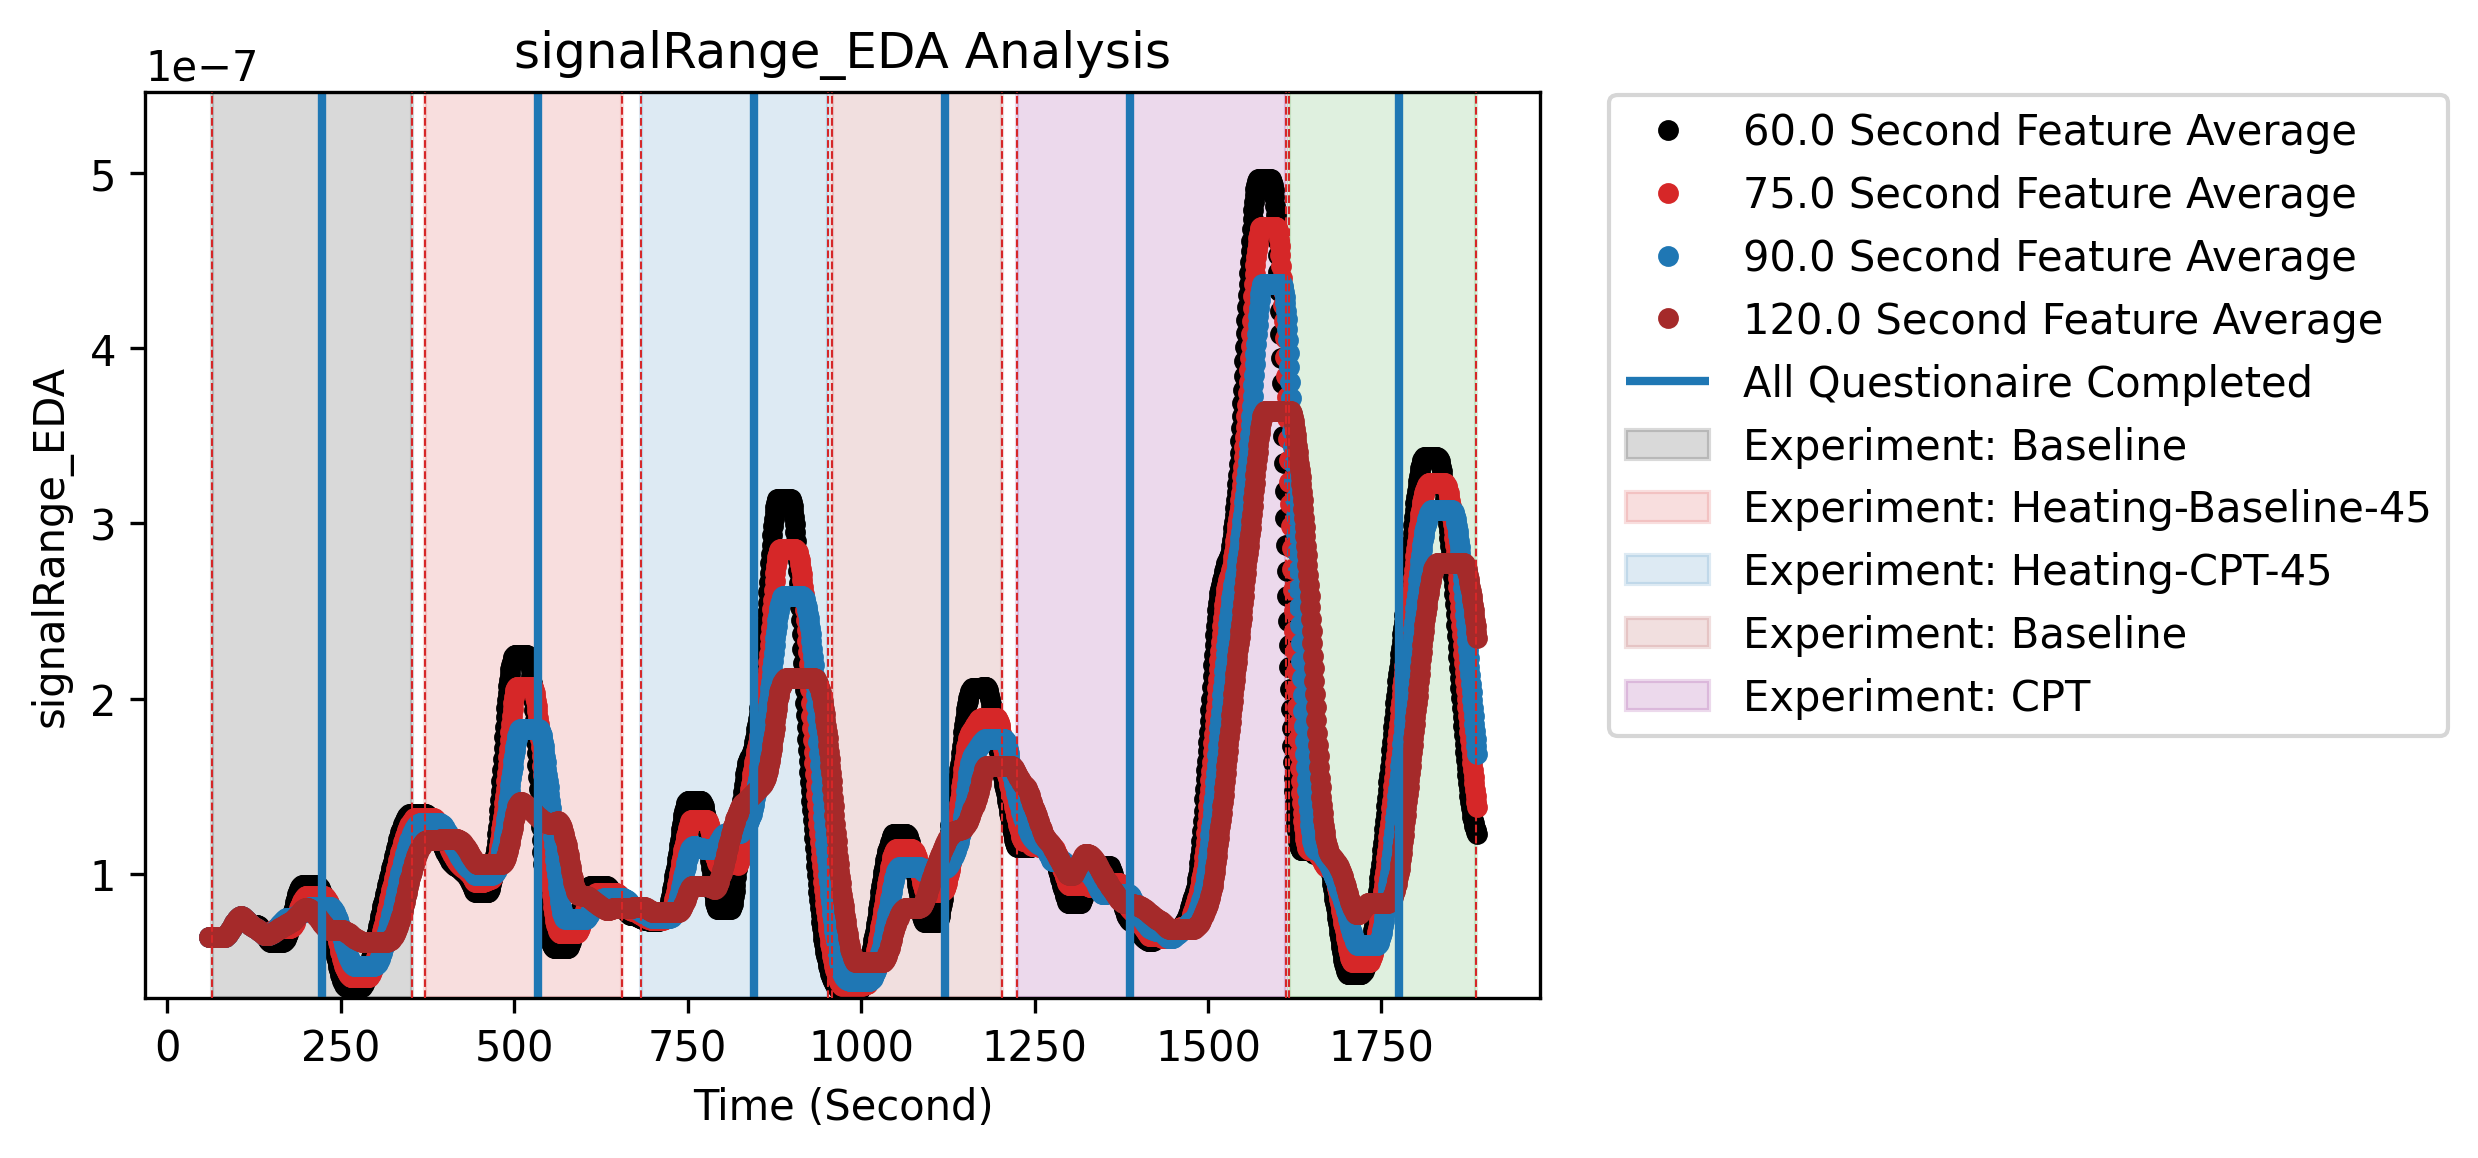 signalRange_EDA Analysis
1e−7
5
4
3
2
1
signalRange_EDA
0 250 500 750 1000 1250 1500 1750
Time (Second)
60.0 Second Feature Average
75.0 Second Feature Average
90.0 Second Feature Average
120.0 Second Feature Average
All Questionaire Completed
Experiment: Baseline
Experiment: Heating-Baseline-45
Experiment: Heating-CPT-45
Experiment: Baseline
Experiment: CPT